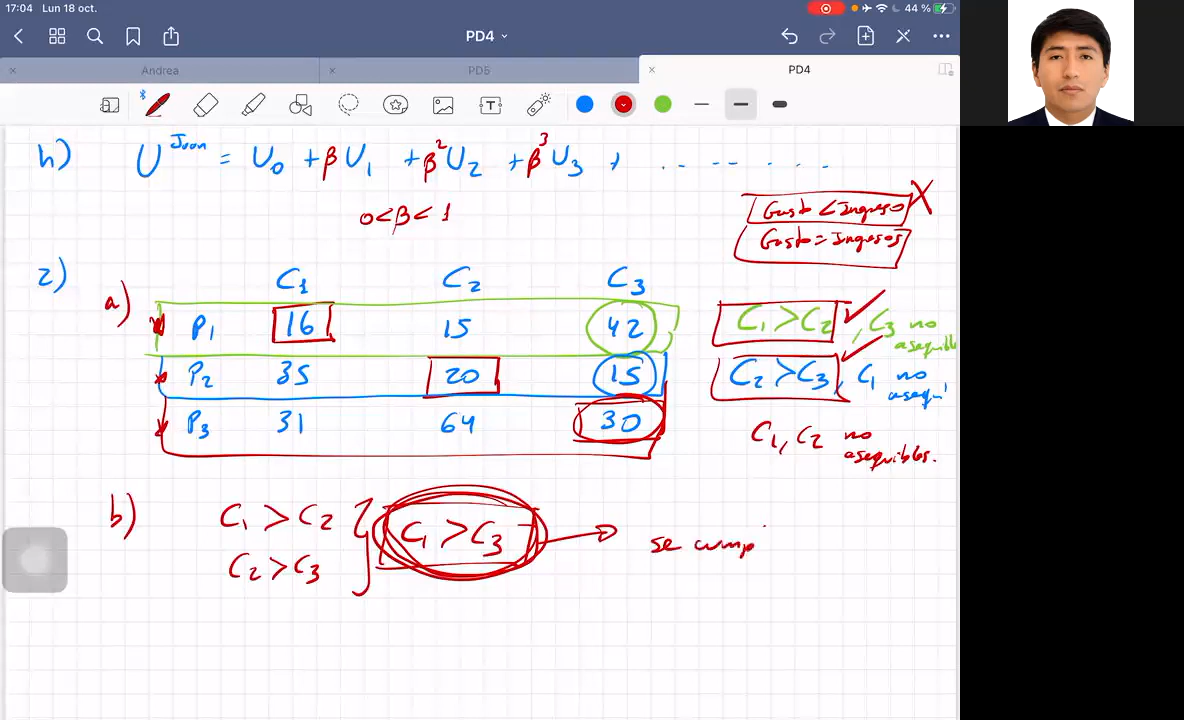 17:04 Lun 18 oct. 44 %
PD4
Andrea PD5 PD4
h) U^Juan = U₀ + βU₁ + β²U₂ + β³U₃ + .........
0<β<1
Gasto < Ingreso X
Gasto = Ingresos
2) C₁ C₂ C₃
a) P₁ 16 15 42 C₁ > C₂ ✓, C₃ no asequible
P₂ 35 20 15 C₂ > C₃ ✓, C₁ no asequi
P₃ 31 64 30 C₁, C₂ no asequibles.
b) C₁ > C₂
C₂ > C₃ } C₁ > C₃ → se cump